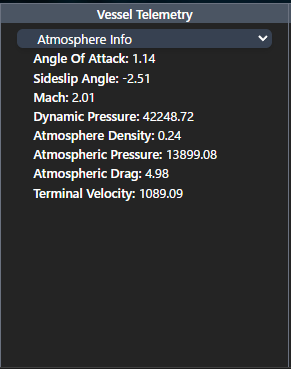 Vessel Telemetry
Atmosphere Info
Angle Of Attack: 1.14
Sideslip Angle: -2.51
Mach: 2.01
Dynamic Pressure: 42248.72
Atmosphere Density: 0.24
Atmospheric Pressure: 13899.08
Atmospheric Drag: 4.98
Terminal Velocity: 1089.09